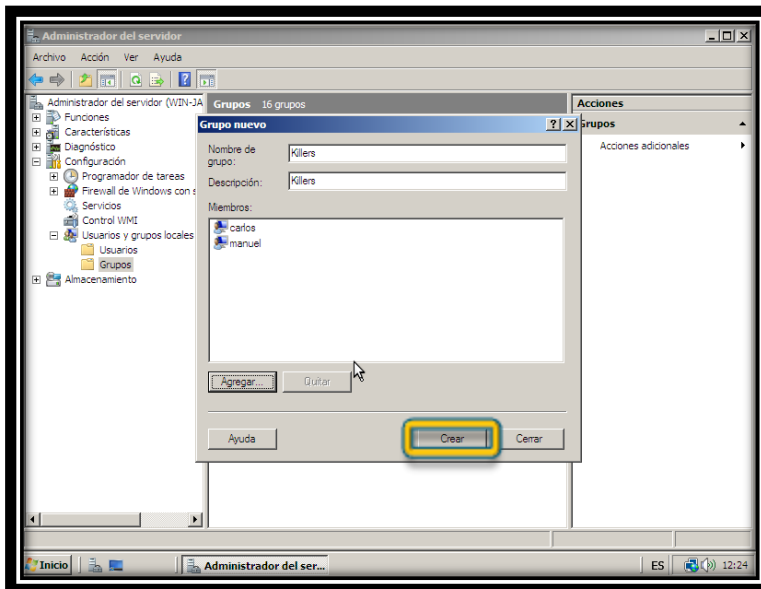 Administrador del servidor
Archivo Acción Ver Ayuda
Administrador del servidor (WIN-JA
Funciones
Características
Diagnóstico
Configuración
Programador de tareas
Firewall de Windows con s
Servicios
Control WMI
Usuarios y grupos locales
Usuarios
Grupos
Almacenamiento
Grupos 16 grupos
Grupo nuevo
Nombre de grupo:
Killers
Descripción:
Killers
Miembros:
carlos
manuel
Agregar... Quitar
Ayuda Crear Cerrar
Acciones
Grupos
Acciones adicionales
Inicio Administrador del ser... ES 12:24